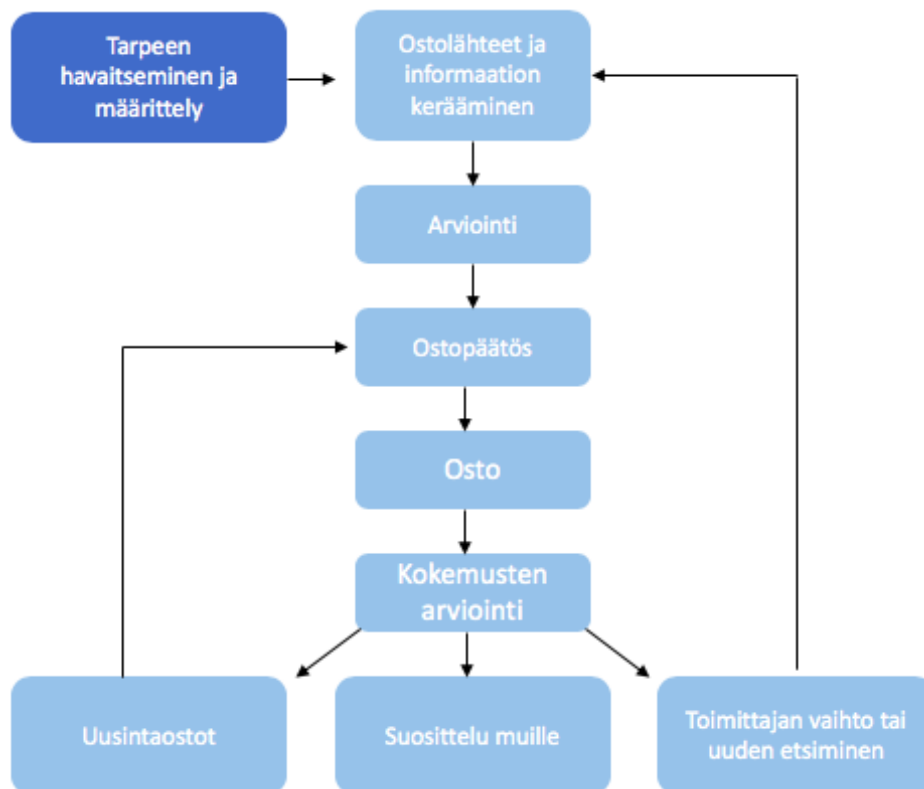 Tarpeen
havaitseminen ja
määrittely
Ostolähteet ja
informaation
kerääminen
Arviointi
Ostopäätös
Osto
Kokemusten
arviointi
Uusintaostot
Suosittelu muille
Toimittajan vaihto tai
uuden etsiminen